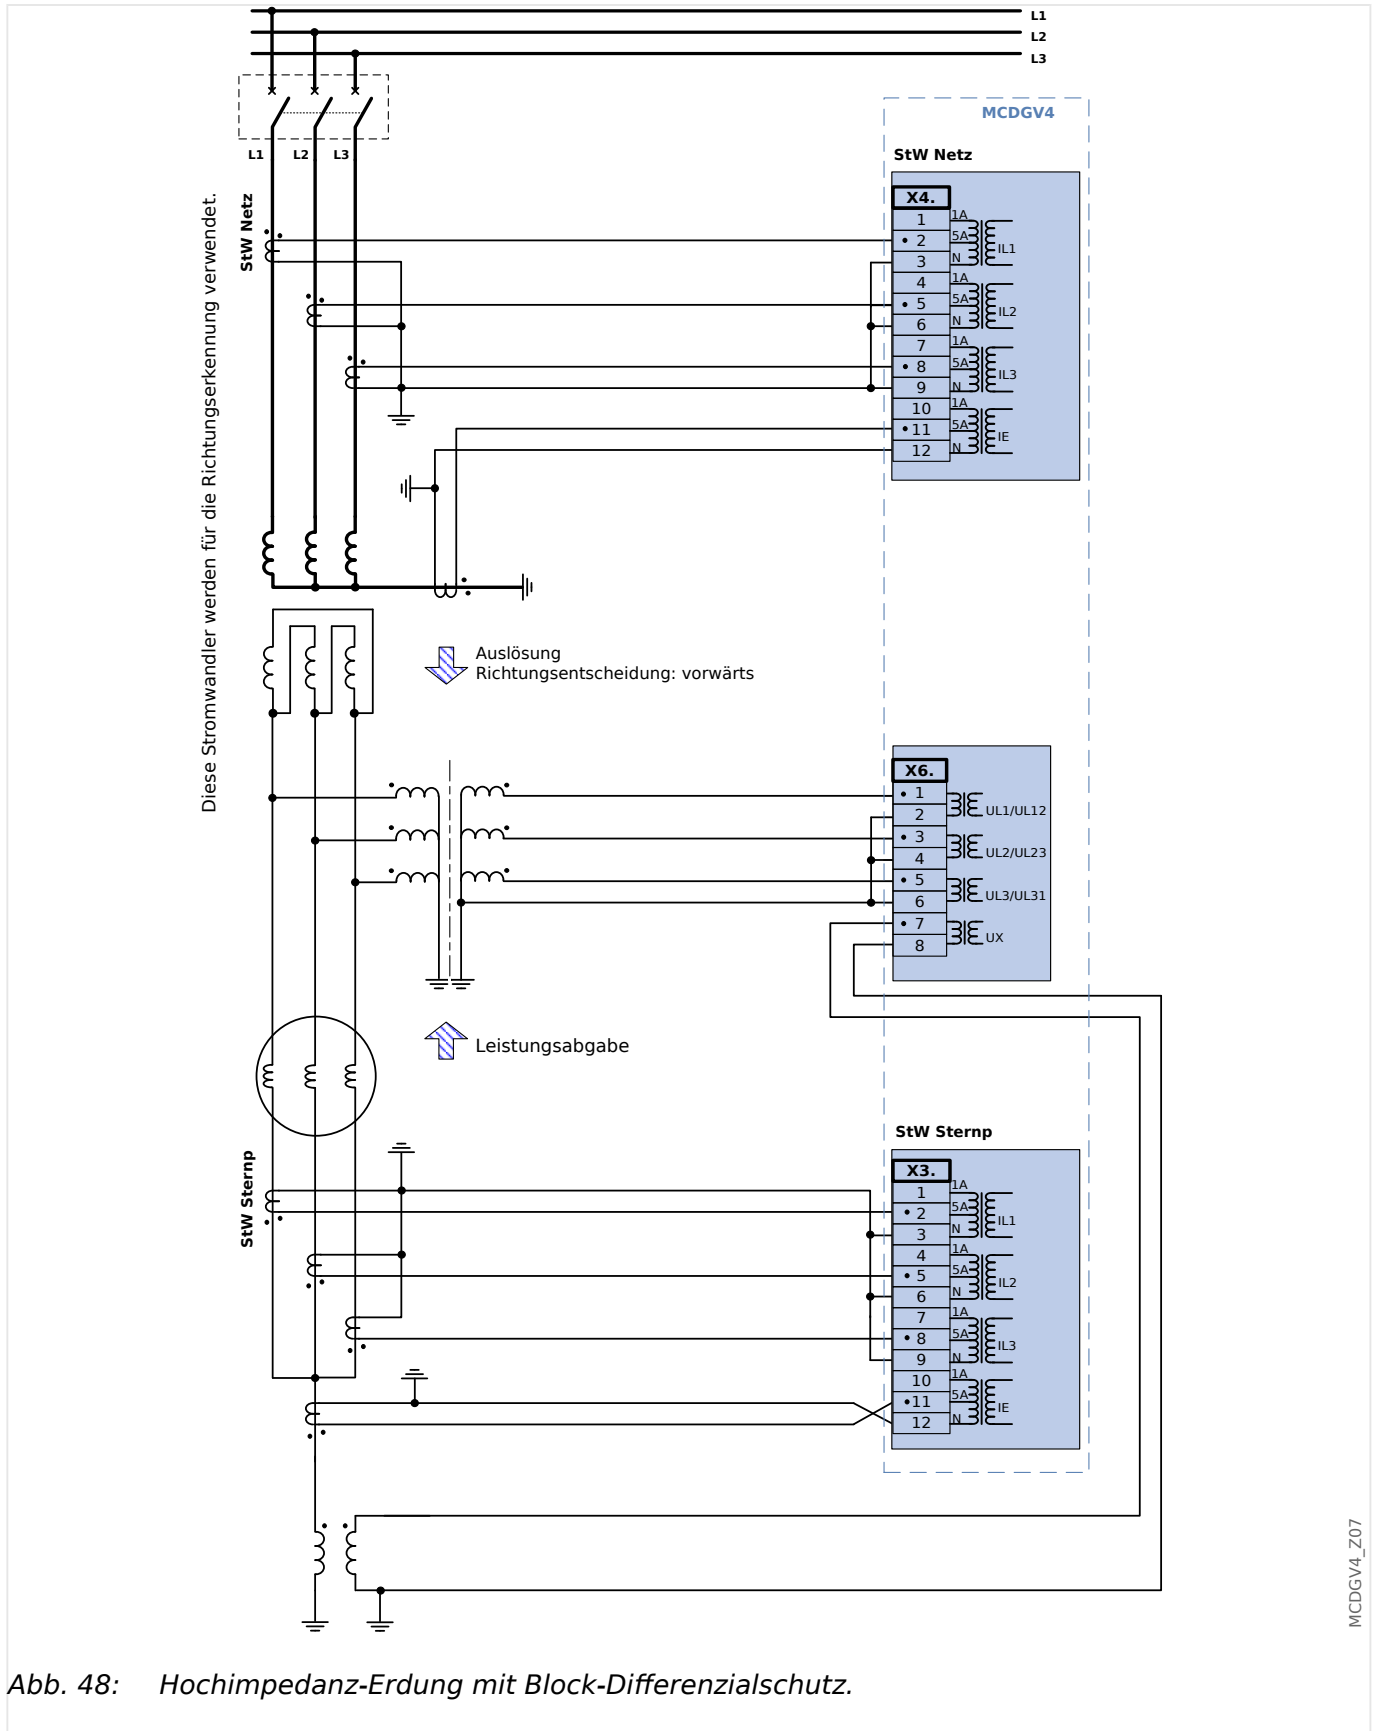 L1
L2
L3
L1 L2 L3
StW Netz
Diese Stromwandler werden für die Richtungserkennung verwendet.
MCDGV4
StW Netz
X4.
1 1A
2 5A IL1
3 N
4 1A
5 5A IL2
6 N
7 1A
8 5A IL3
9 N
10 1A
11 5A IE
12 N
Auslösung
Richtungsentscheidung: vorwärts
X6.
1
UL1/UL12
2
3
UL2/UL23
4
5
UL3/UL31
6
7
UX
8
Leistungsabgabe
StW Sternp
StW Sternp
X3.
1 1A
2 5A IL1
3 N
4 1A
5 5A IL2
6 N
7 1A
8 5A IL3
9 N
10 1A
11 5A IE
12 N
MCDGV4_Z07
Abb. 48: Hochimpedanz-Erdung mit Block-Differenzialschutz.